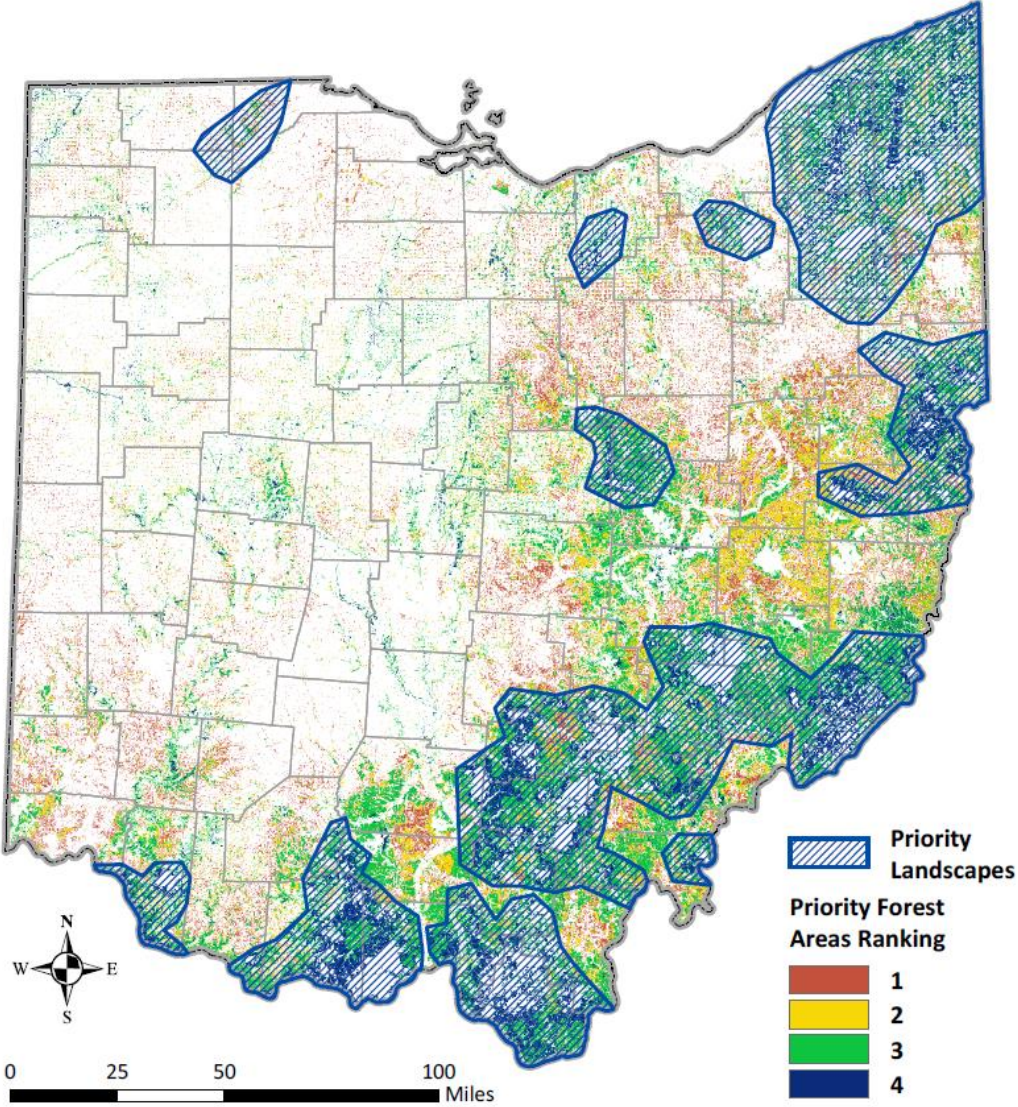 Priority
Landscapes
Priority Forest
Areas Ranking
1
2
3
4
N
W E
S
0 25 50 100
Miles